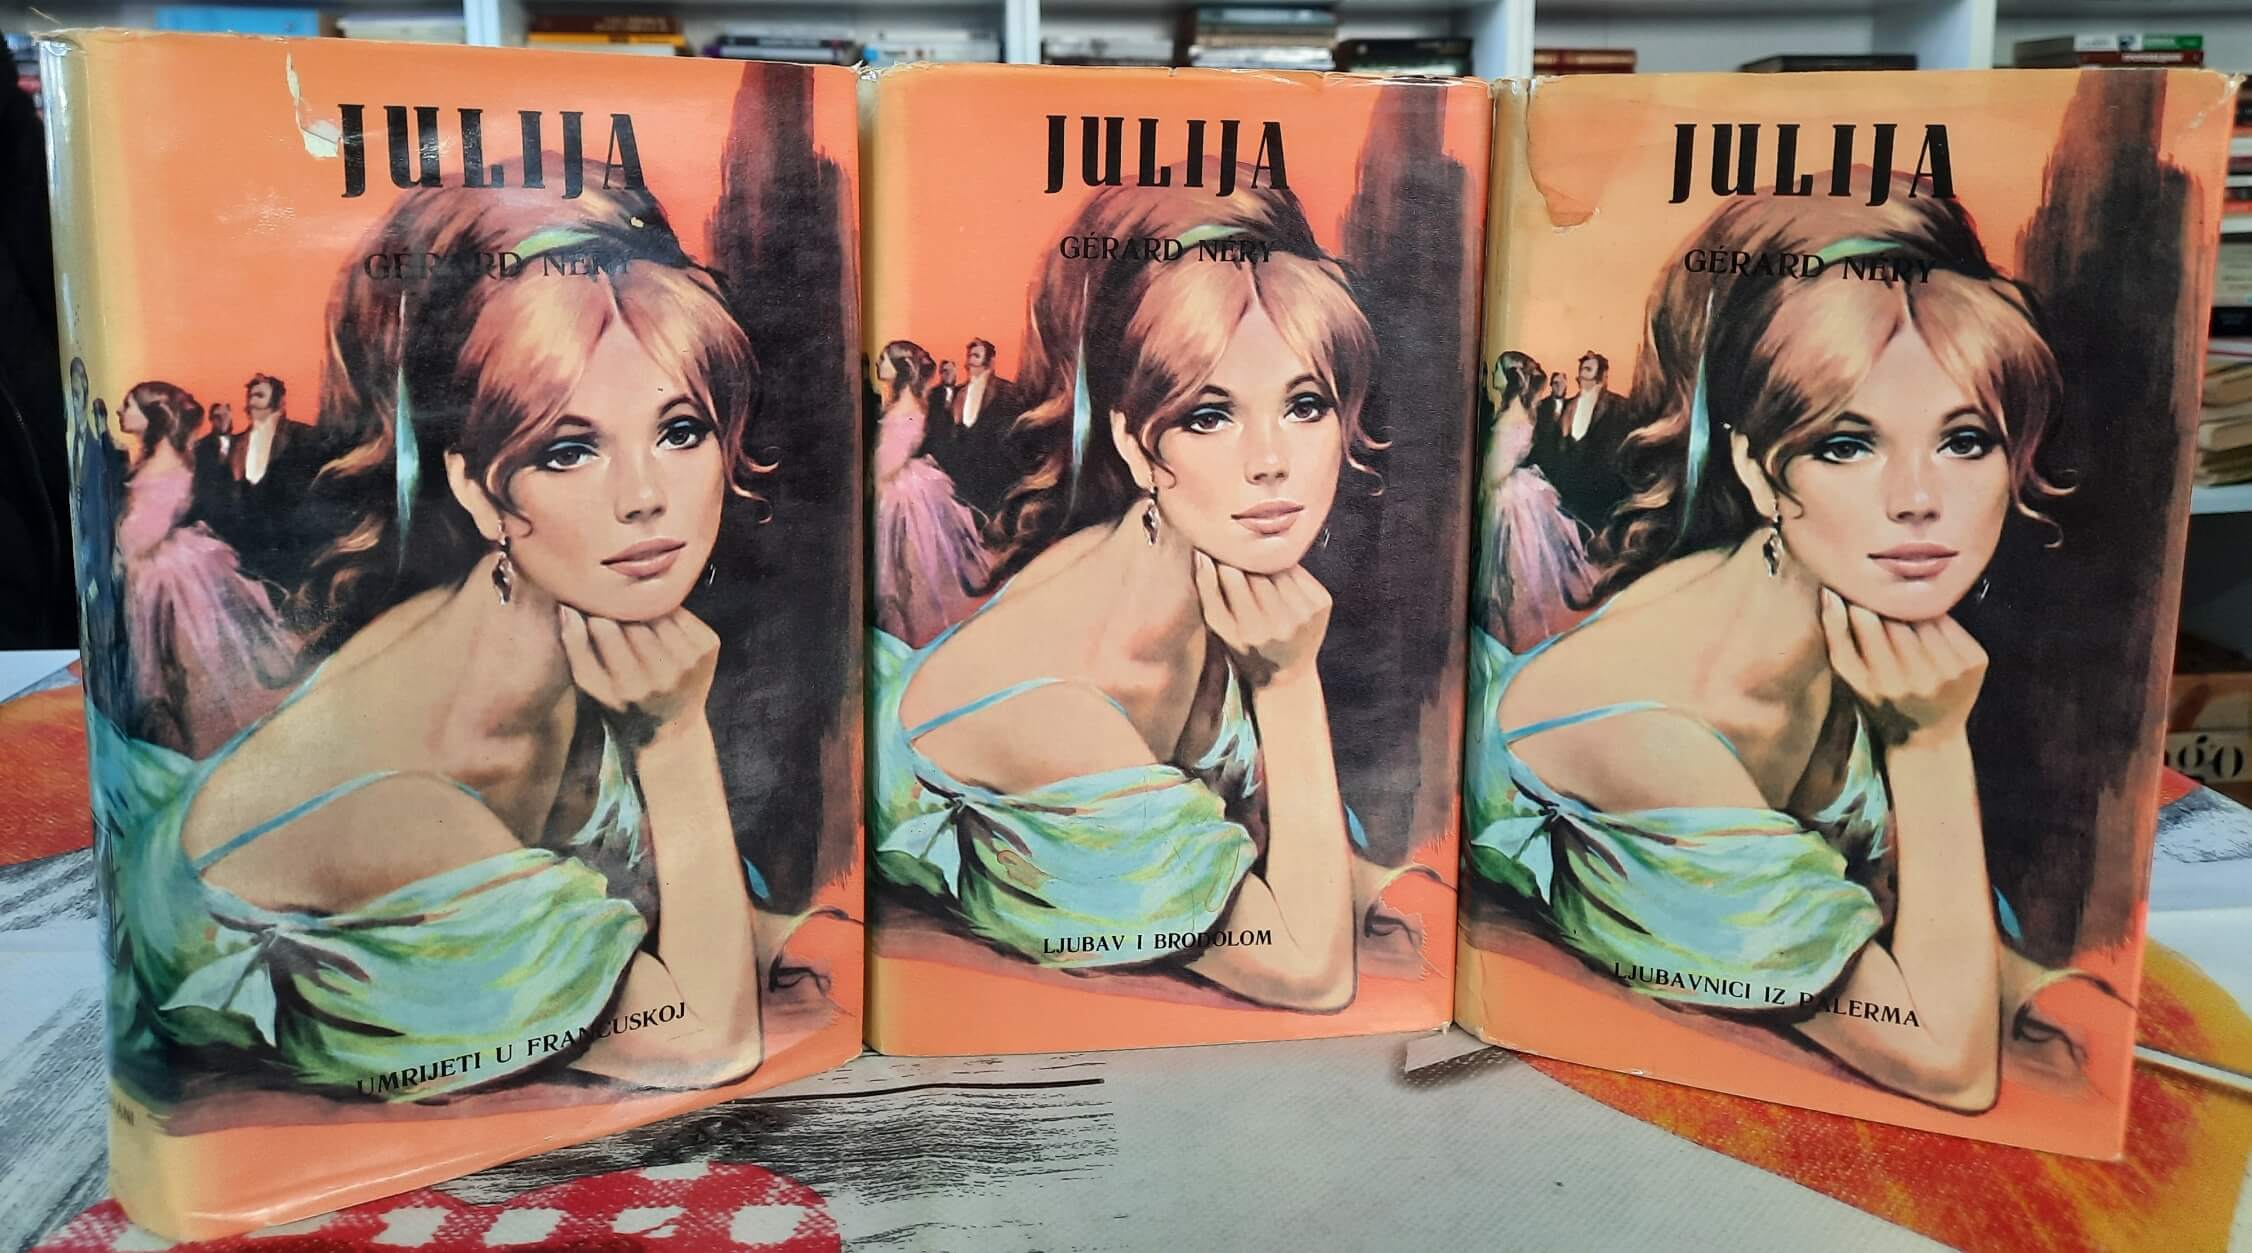 JULIJA
GÉRARD NÉRY
UMRIJETI U FRANCUSKOJ
JULIJA
GÉRARD NÉRY
LJUBAV I BRODOLOM
JULIJA
GÉRARD NÉRY
LJUBAVNICI IZ PALERMA